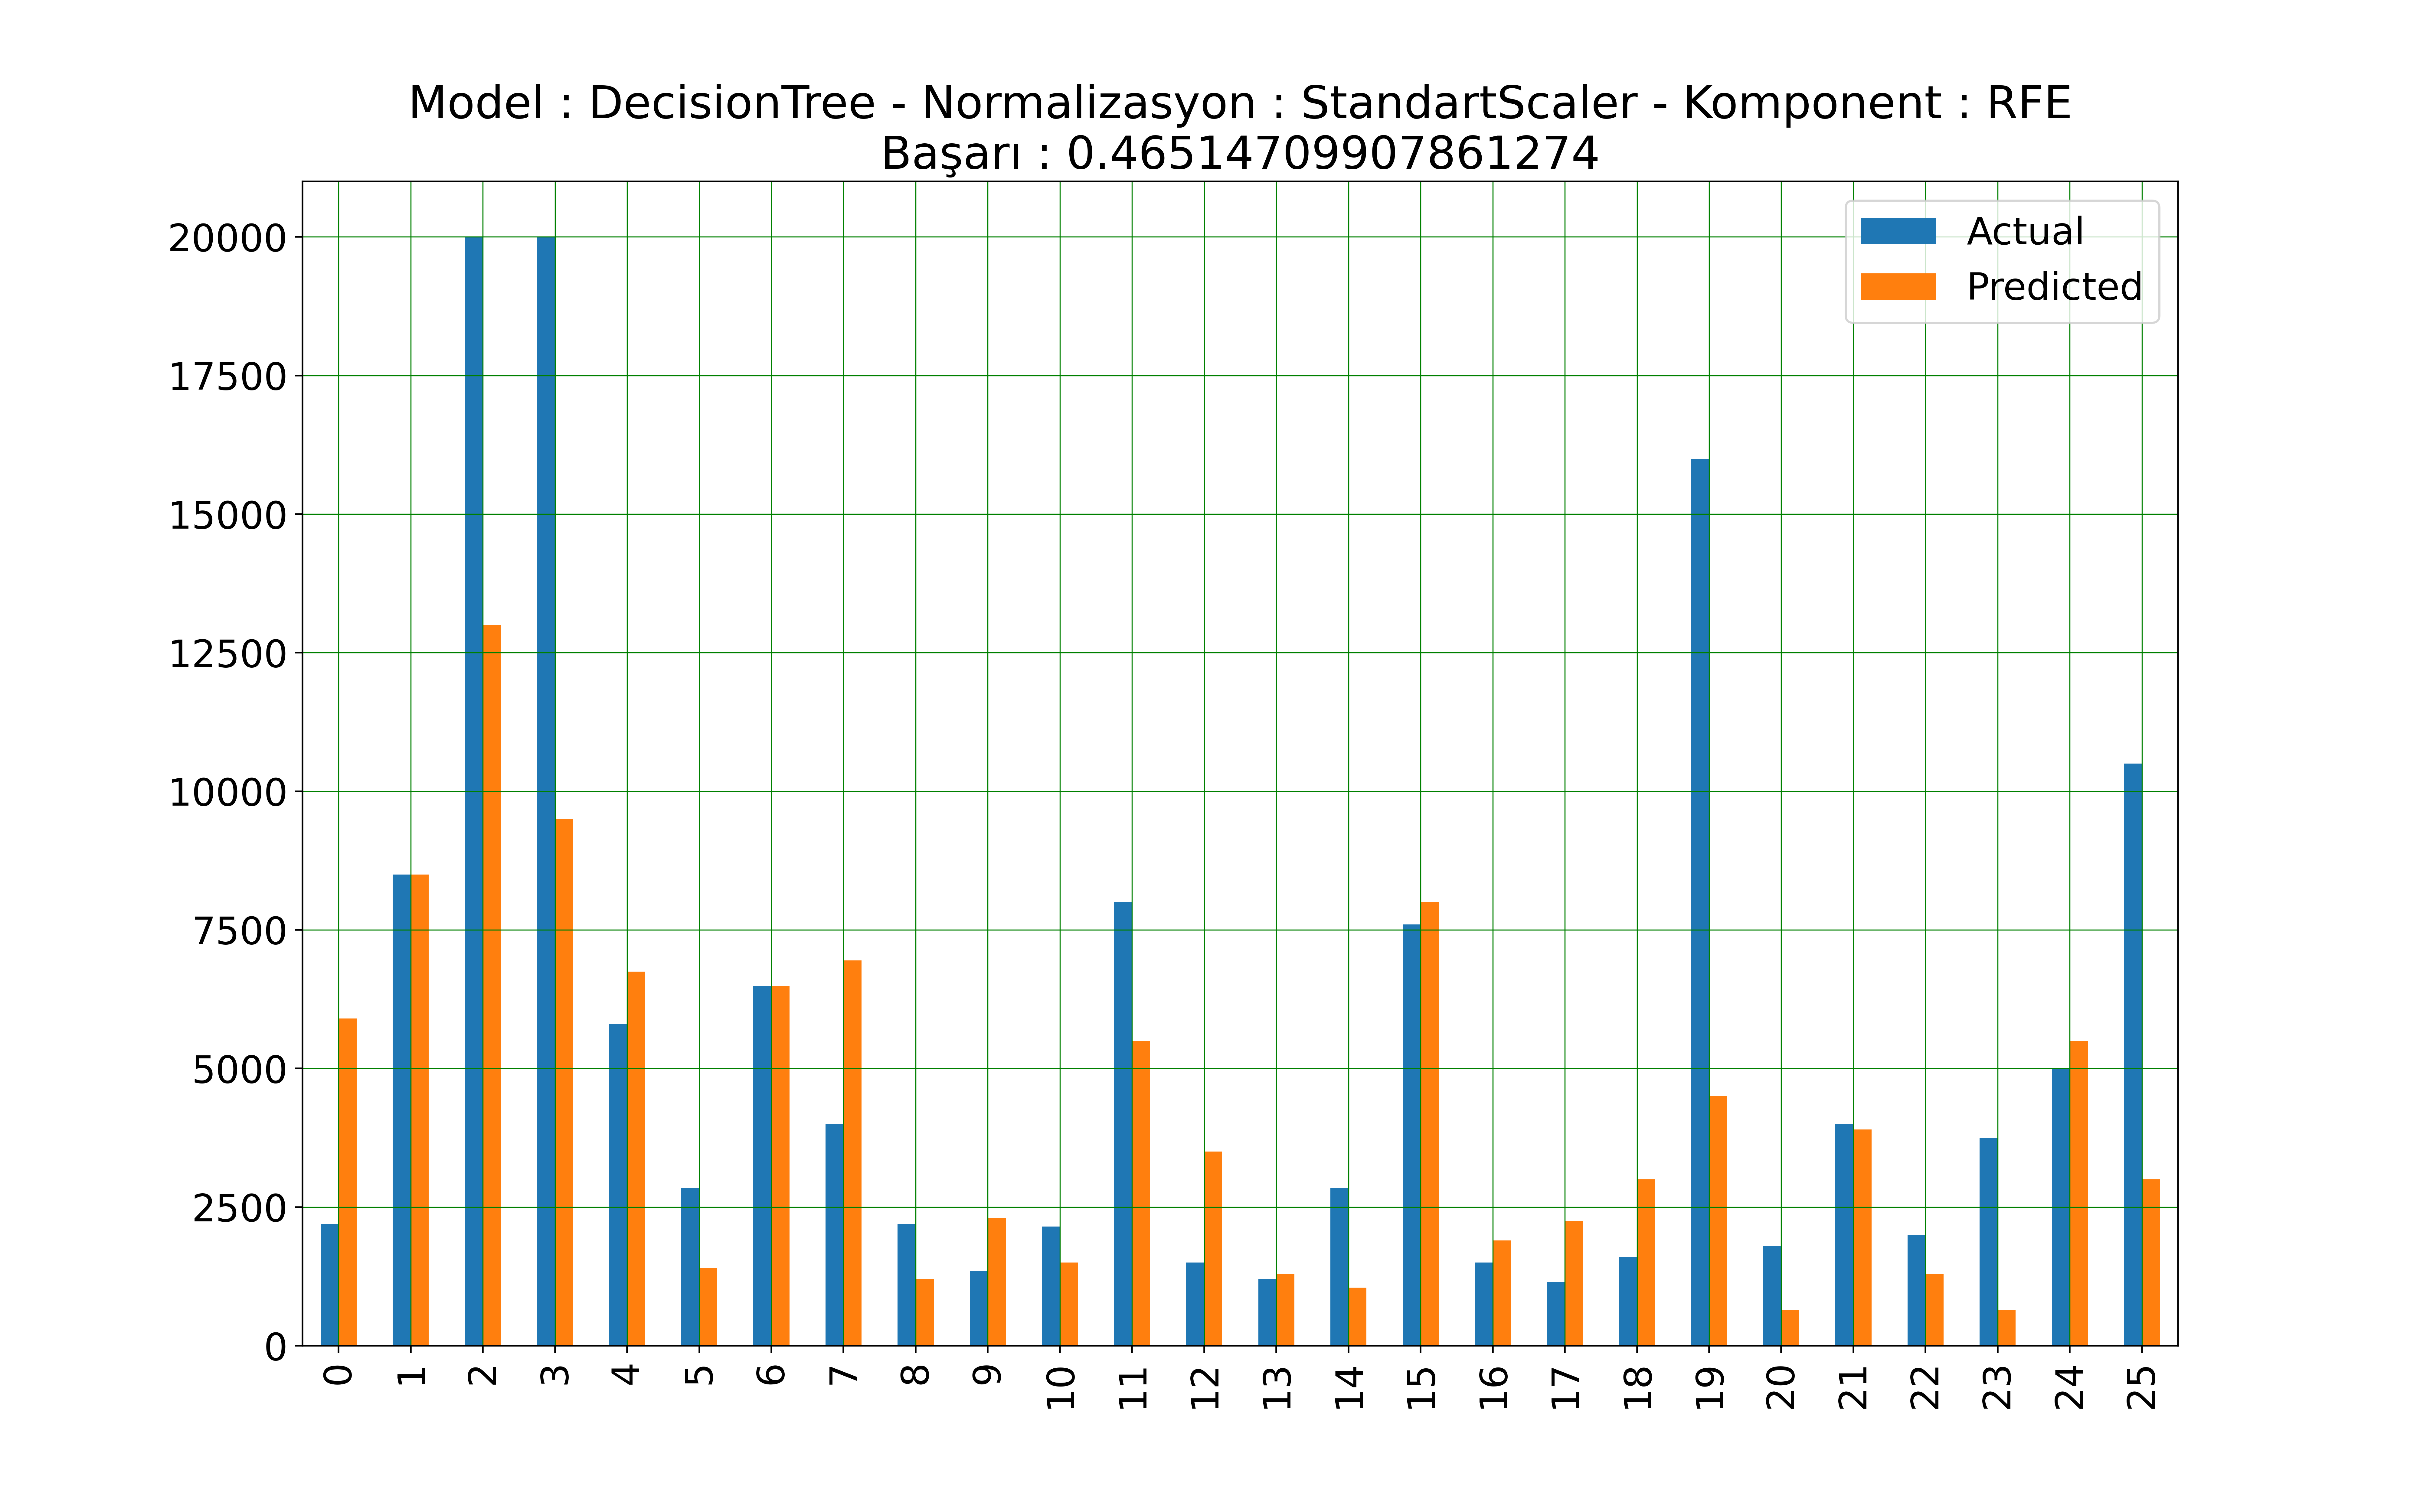 Model : DecisionTree - Normalizasyon : StandartScaler - Komponent : RFE
Başarı : 0.46514709907861274
Actual
Predicted
20000
17500
15000
12500
10000
7500
5000
2500
0
0 1 2 3 4 5 6 7 8 9 10 11 12 13 14 15 16 17 18 19 20 21 22 23 24 25